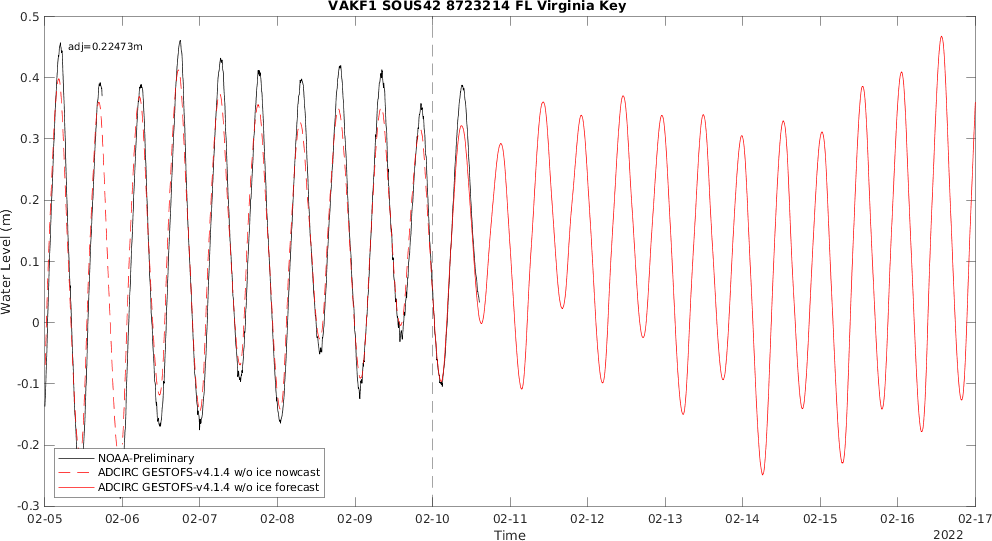 VAKF1 SOUS42 8723214 FL Virginia Key
0.5
0.4
0.3
0.2
0.1
0
-0.1
-0.2
-0.3
Water Level (m)
adj=0.22473m
NOAA-Preliminary
ADCIRC GESTOFS-v4.1.4 w/o ice nowcast
ADCIRC GESTOFS-v4.1.4 w/o ice forecast
02-05 02-06 02-07 02-08 02-09 02-10 02-11 02-12 02-13 02-14 02-15 02-16 02-17
Time
2022